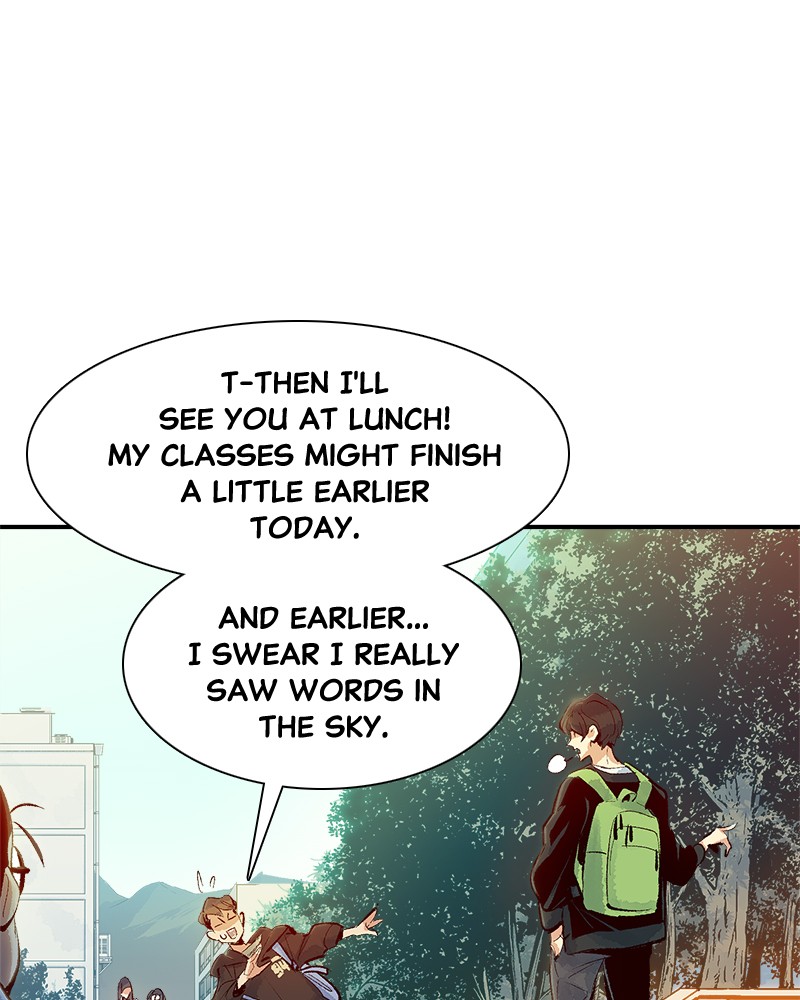 T-THEN I'LL
SEE YOU AT LUNCH!
MY CLASSES MIGHT FINISH
A LITTLE EARLIER
TODAY.
AND EARLIER...
I SWEAR I REALLY
SAW WORDS IN
THE SKY.